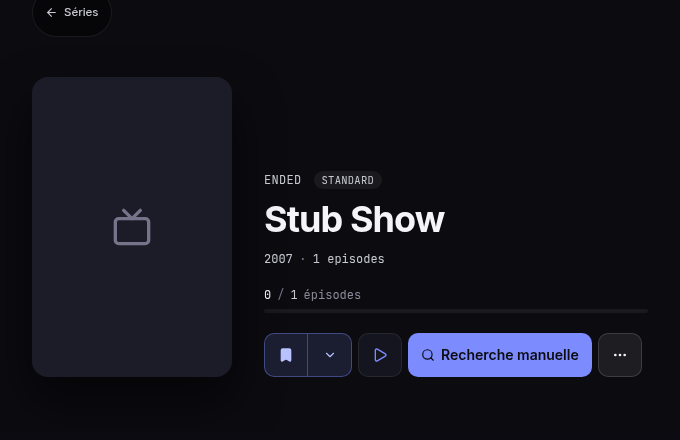 Séries
ENDED STANDARD
Stub Show
2007 · 1 episodes
0 / 1 épisodes
Recherche manuelle